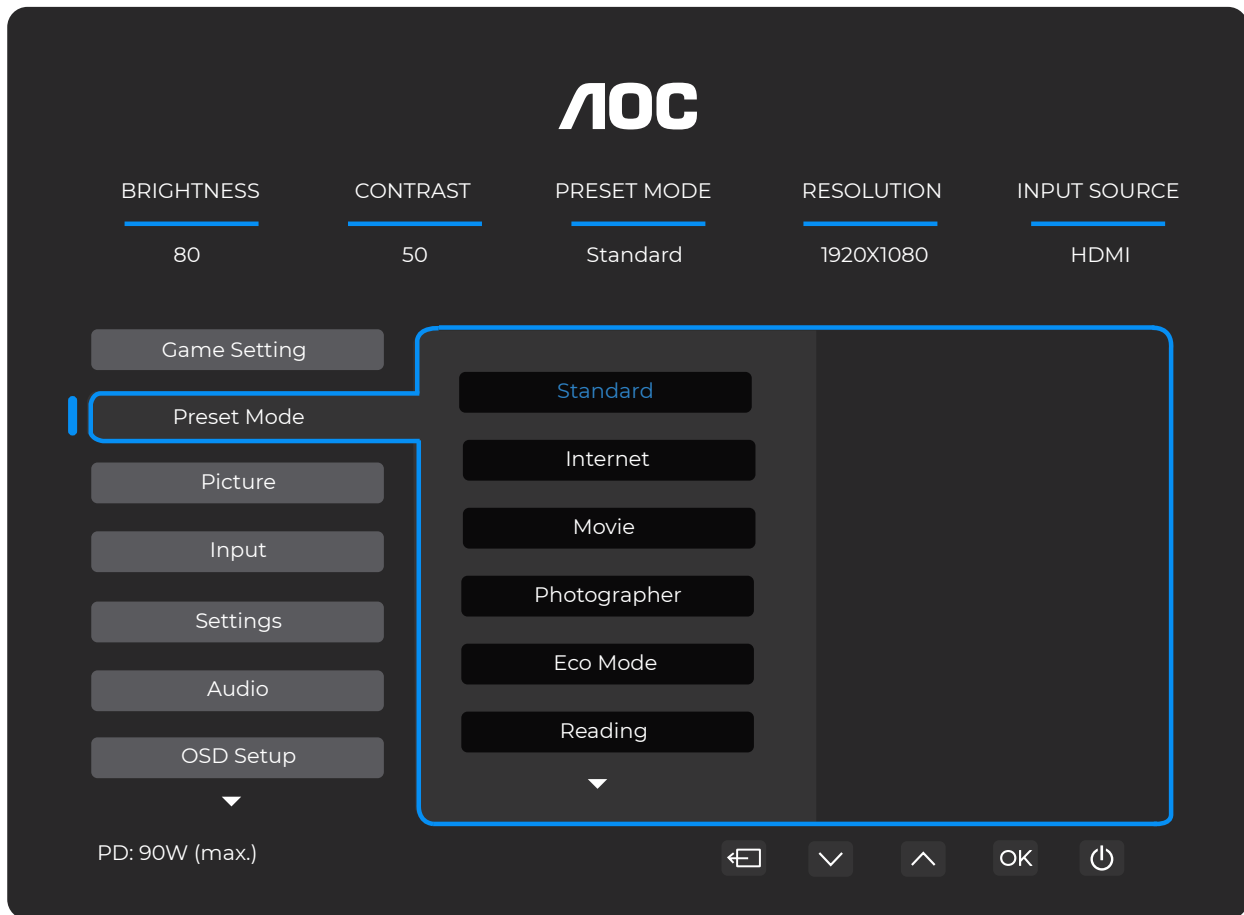 AOC
BRIGHTNESS CONTRAST PRESET MODE RESOLUTION INPUT SOURCE
80 50 Standard 1920X1080 HDMI
Game Setting
Preset Mode
Picture
Input
Settings
Audio
OSD Setup
Standard
Internet
Movie
Photographer
Eco Mode
Reading
PD: 90W (max.)
OK